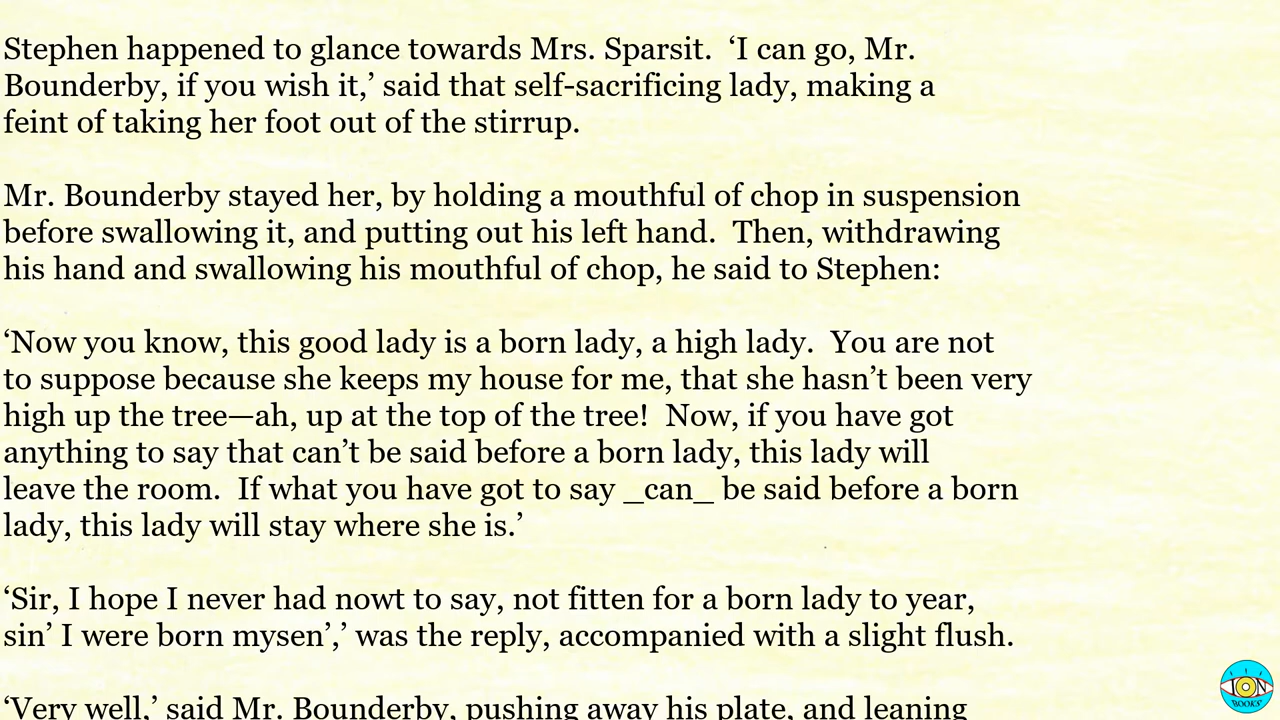 Stephen happened to glance towards Mrs. Sparsit.  ‘I can go, Mr.
Bounderby, if you wish it,’ said that self-sacrificing lady, making a
feint of taking her foot out of the stirrup.
Mr. Bounderby stayed her, by holding a mouthful of chop in suspension
before swallowing it, and putting out his left hand.  Then, withdrawing
his hand and swallowing his mouthful of chop, he said to Stephen:
‘Now you know, this good lady is a born lady, a high lady.  You are not
to suppose because she keeps my house for me, that she hasn’t been very
high up the tree—ah, up at the top of the tree!  Now, if you have got
anything to say that can’t be said before a born lady, this lady will
leave the room.  If what you have got to say _can_ be said before a born
lady, this lady will stay where she is.’
‘Sir, I hope I never had nowt to say, not fitten for a born lady to year,
sin’ I were born mysen’,’ was the reply, accompanied with a slight flush.
‘Very well,’ said Mr. Bounderby, pushing away his plate, and leaning
ION
BOOKS